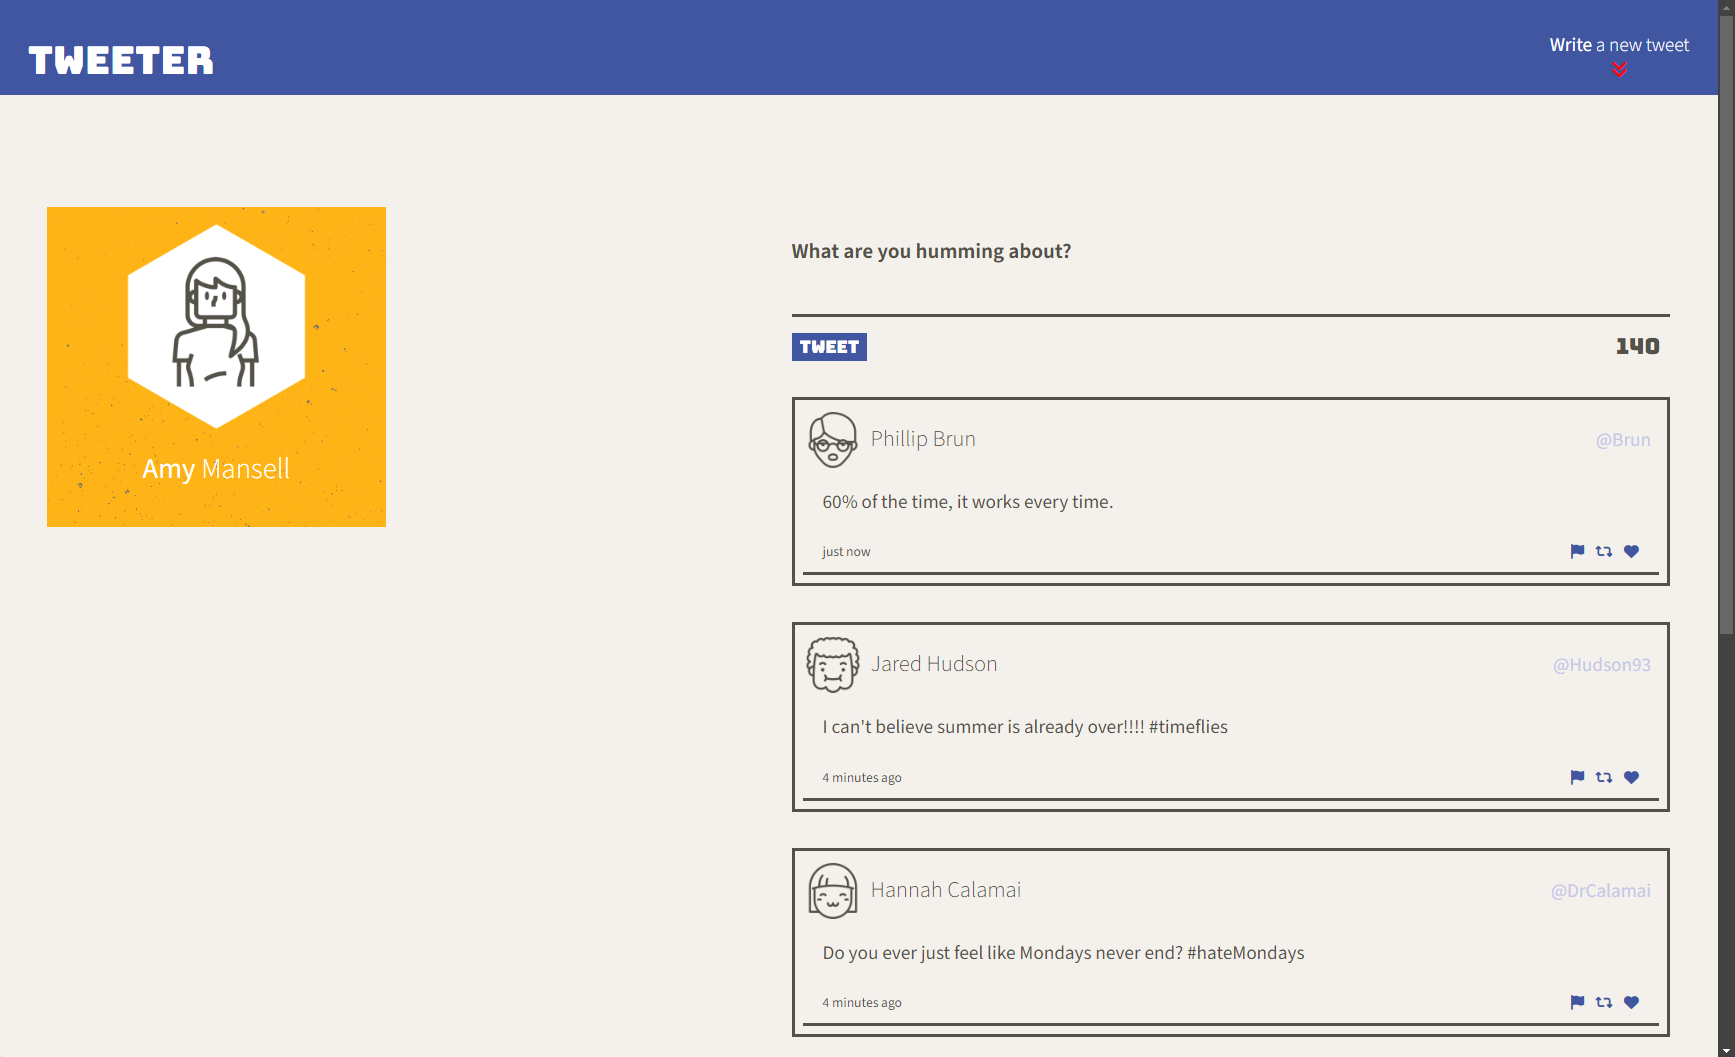 TWEETER
Write a new tweet
Amy Mansell
What are you humming about?
TWEET
140
Phillip Brun
@Brun
60% of the time, it works every time.
just now
Jared Hudson
@Hudson93
I can't believe summer is already over!!!! #timeflies
4 minutes ago
Hannah Calamai
@DrCalamai
Do you ever just feel like Mondays never end? #hateMondays
4 minutes ago